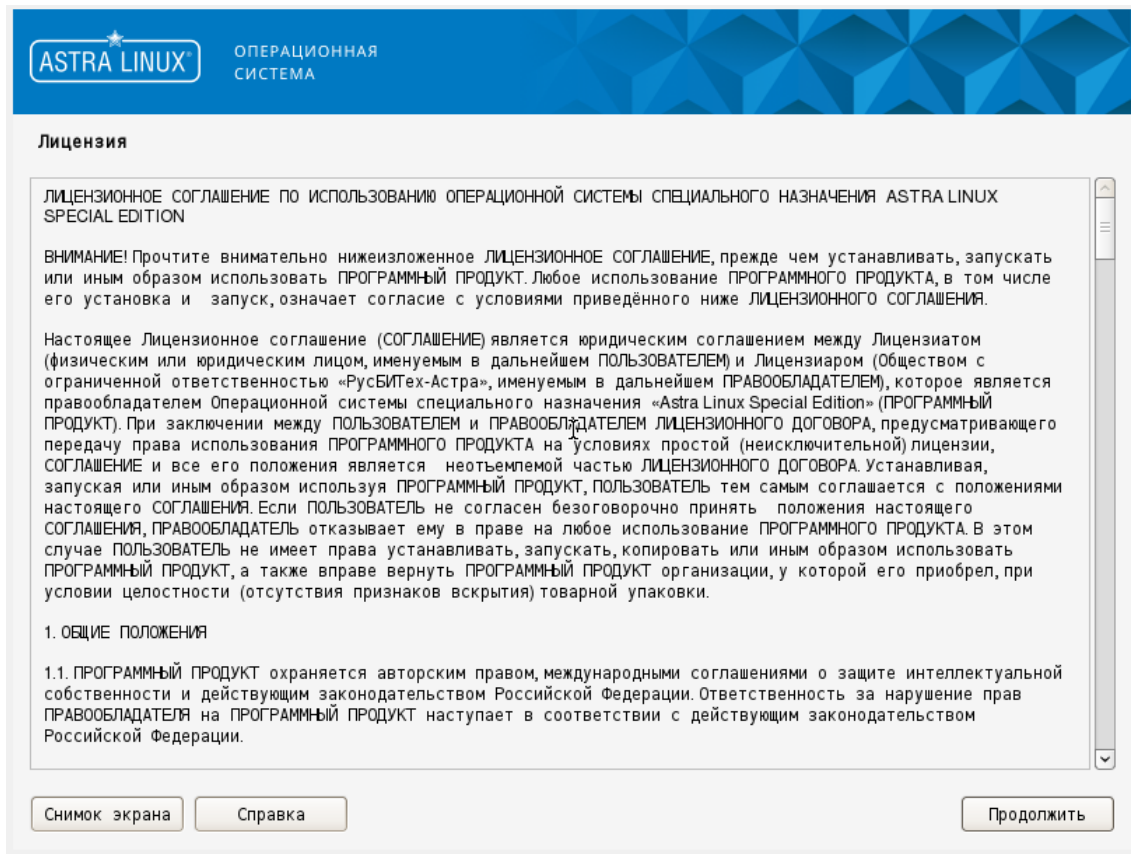 ASTRA LINUX®
ОПЕРАЦИОННАЯ
СИСТЕМА
Лицензия
ЛИЦЕНЗИОННОЕ СОГЛАШЕНИЕ ПО ИСПОЛЬЗОВАНИЮ ОПЕРАЦИОННОЙ СИСТЕМЫ СПЕЦИАЛЬНОГО НАЗНАЧЕНИЯ ASTRA LINUX
SPECIAL EDITION
ВНИМАНИЕ! Прочтите внимательно нижеизложенное ЛИЦЕНЗИОННОЕ СОГЛАШЕНИЕ, прежде чем устанавливать, запускать
или иным образом использовать ПРОГРАММНЫЙ ПРОДУКТ. Любое использование ПРОГРАММНОГО ПРОДУКТА, в том числе
его установка и запуск, означает согласие с условиями приведённого ниже ЛИЦЕНЗИОННОГО СОГЛАШЕНИЯ.
Настоящее Лицензионное соглашение (СОГЛАШЕНИЕ) является юридическим соглашением между Лицензиатом
(физическим или юридическим лицом, именуемым в дальнейшем ПОЛЬЗОВАТЕЛЕМ) и Лицензиаром (Обществом с
ограниченной ответственностью «РусБИТех-Астра», именуемым в дальнейшем ПРАВООБЛАДАТЕЛЕМ), которое является
правообладателем Операционной системы специального назначения «Astra Linux Special Edition» (ПРОГРАММНЫЙ
ПРОДУКТ). При заключении между ПОЛЬЗОВАТЕЛЕМ и ПРАВООБЛАДАТЕЛЕМ ЛИЦЕНЗИОННОГО ДОГОВОРА, предусматривающего
передачу права использования ПРОГРАММНОГО ПРОДУКТА на условиях простой (неисключительной) лицензии,
СОГЛАШЕНИЕ и все его положения является неотъемлемой частью ЛИЦЕНЗИОННОГО ДОГОВОРА. Устанавливая,
запуская или иным образом используя ПРОГРАММНЫЙ ПРОДУКТ, ПОЛЬЗОВАТЕЛЬ тем самым соглашается с положениями
настоящего СОГЛАШЕНИЯ. Если ПОЛЬЗОВАТЕЛЬ не согласен безоговорочно принять положения настоящего
СОГЛАШЕНИЯ, ПРАВООБЛАДАТЕЛЬ отказывает ему в праве на любое использование ПРОГРАММНОГО ПРОДУКТА. В этом
случае ПОЛЬЗОВАТЕЛЬ не имеет права устанавливать, запускать, копировать или иным образом использовать
ПРОГРАММНЫЙ ПРОДУКТ, а также вправе вернуть ПРОГРАММНЫЙ ПРОДУКТ организации, у которой его приобрел, при
условии целостности (отсутствия признаков вскрытия) товарной упаковки.
1. ОБЩИЕ ПОЛОЖЕНИЯ
1.1. ПРОГРАММНЫЙ ПРОДУКТ охраняется авторским правом, международными соглашениями о защите интеллектуальной
собственности и действующим законодательством Российской Федерации. Ответственность за нарушение прав
ПРАВООБЛАДАТЕЛЯ на ПРОГРАММНЫЙ ПРОДУКТ наступает в соответствии с действующим законодательством
Российской Федерации.
Снимок экрана
Справка
Продолжить